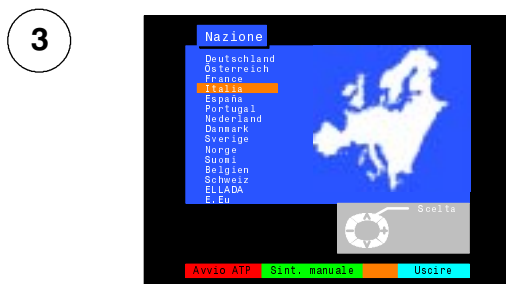 3
Nazione
Deutschland
Österreich
France
Italia
España
Portugal
Nederland
Danmark
Sverige
Norge
Suomi
Belgien
Schweiz
ELLADA
E.Eu
Scelta
Avvio ATP Sint. manuale Uscire